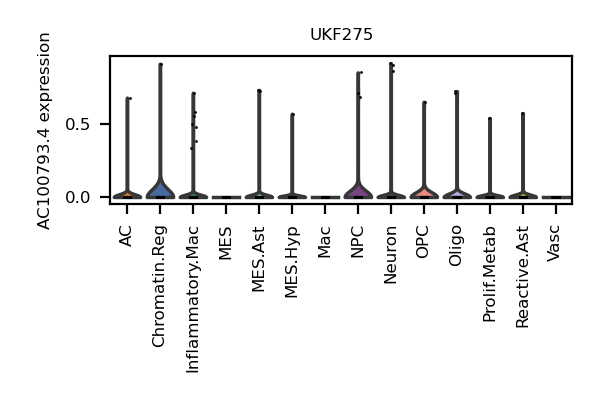 UKF275
AC100793.4 expression
0.5
0.0
AC
Chromatin.Reg
Inflammatory.Mac
MES
MES.Ast
MES.Hyp
Mac
NPC
Neuron
OPC
Oligo
Prolif.Metab
Reactive.Ast
Vasc